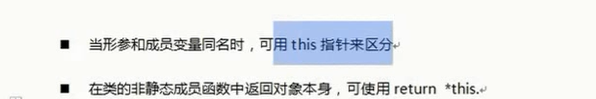 ■ 当形参和成员变量同名时，可用 this 指针来区分
■ 在类的非静态成员函数中返回对象本身，可使用 return *this.